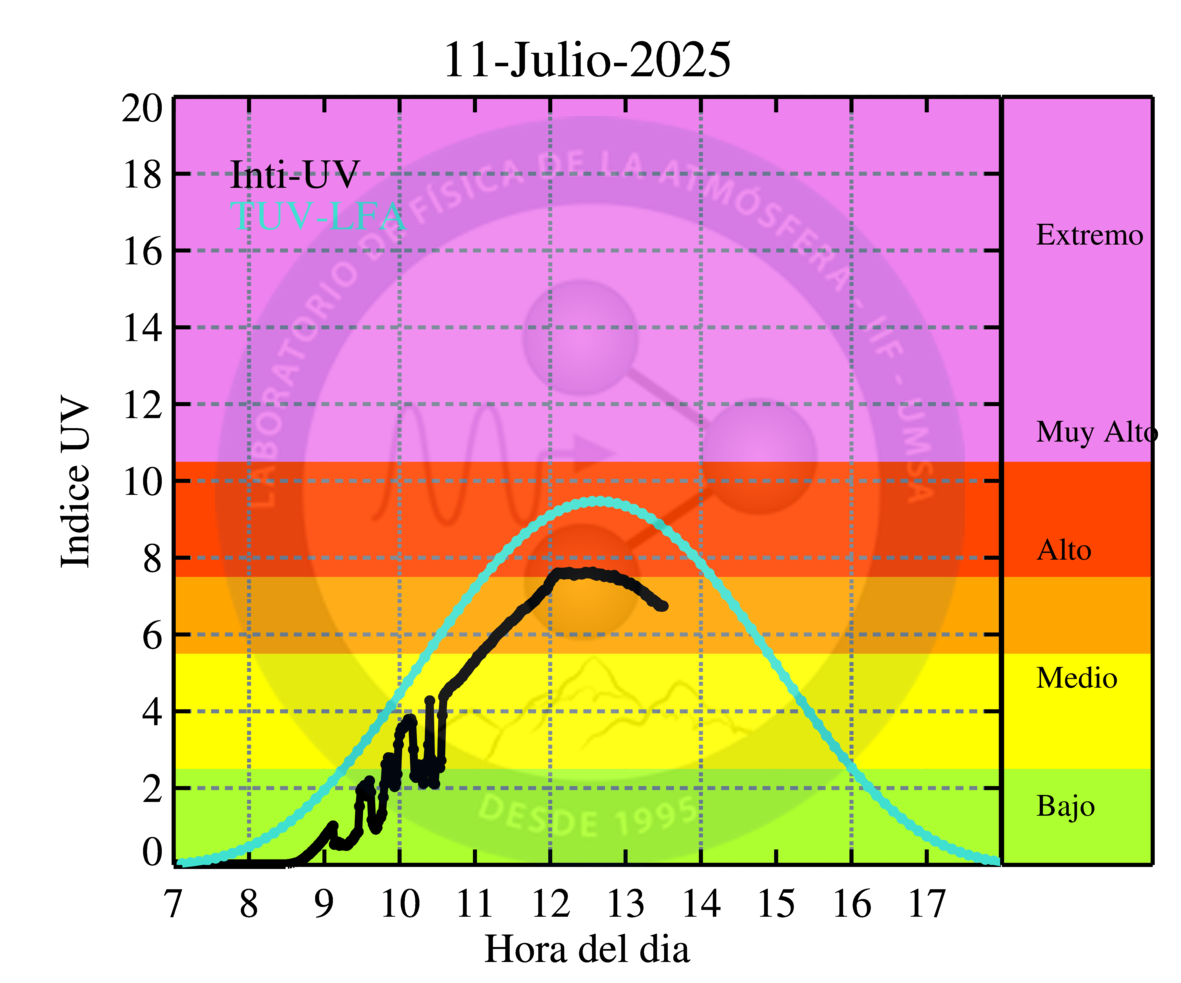 11-Julio-2025
Inti-UV
TUV-LFA
LABORATORIO DE FÍSICA DE LA ATMÓSFERA - IIF - UMSA
DESDE 1995
Indice UV
20
18
16
14
12
10
8
6
4
2
0
Extremo
Muy Alto
Alto
Medio
Bajo
7 8 9 10 11 12 13 14 15 16 17
Hora del dia